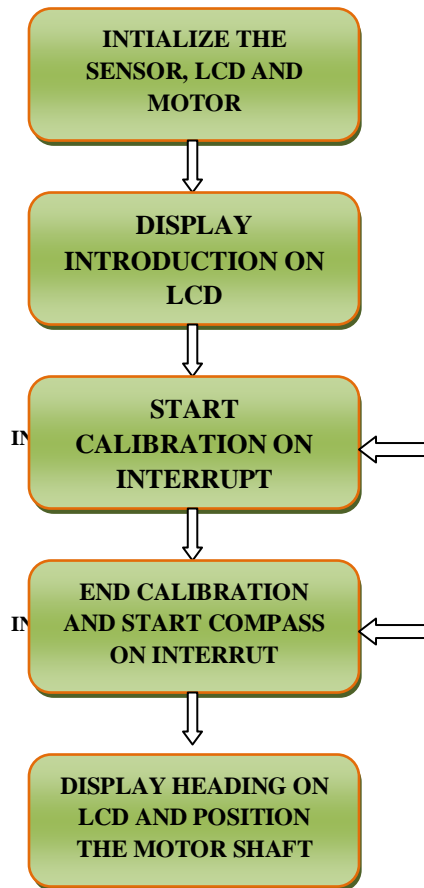 INTIALIZE THE
SENSOR, LCD AND
MOTOR
DISPLAY
INTRODUCTION ON
LCD
START
CALIBRATION ON
INTERRUPT
END CALIBRATION
AND START COMPASS
ON INTERRUT
DISPLAY HEADING ON
LCD AND POSITION
THE MOTOR SHAFT